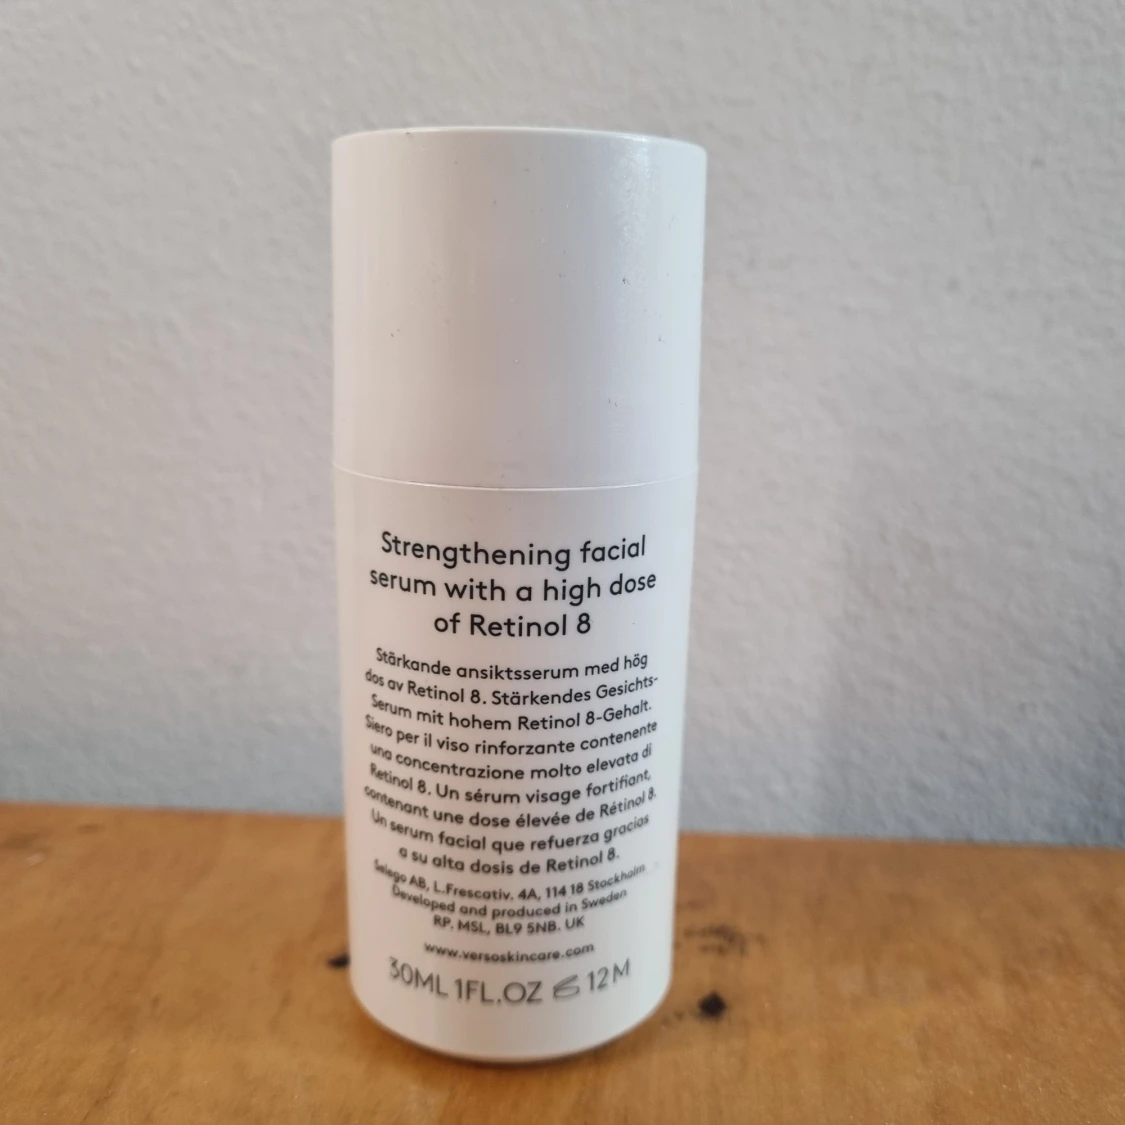 Strengthening facial
serum with a high dose
of Retinol 8
Stärkande ansiktsserum med hög
dos av Retinol 8. Stärkendes Gesichts-
Serum mit hohem Retinol 8-Gehalt.
Siero per il viso rinforzante contenente
una concentrazione molto elevata di
Retinol 8. Un sérum visage fortifiant,
contenant une dose élevée de Rétinol 8.
Un serum facial que refuerza gracias
a su alta dosis de Retinol 8.
Selego AB, L.Frescativ. 4A, 114 18 Stockholm
Developed and produced in Sweden
RP. MSL, BL9 5NB. UK
www.versoskincare.com
30ML 1FL.OZ 12M